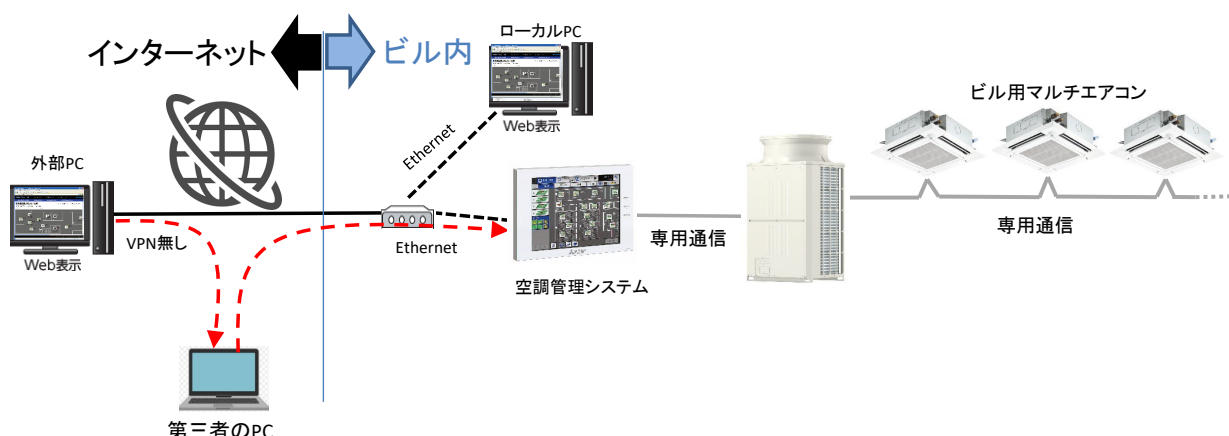 インターネット
ビル内
ローカルPC
Web表示
Ethernet
ビル用マルチエアコン
外部PC
Web表示
VPN無し
Ethernet
専用通信
専用通信
空調管理システム
第三者のPC